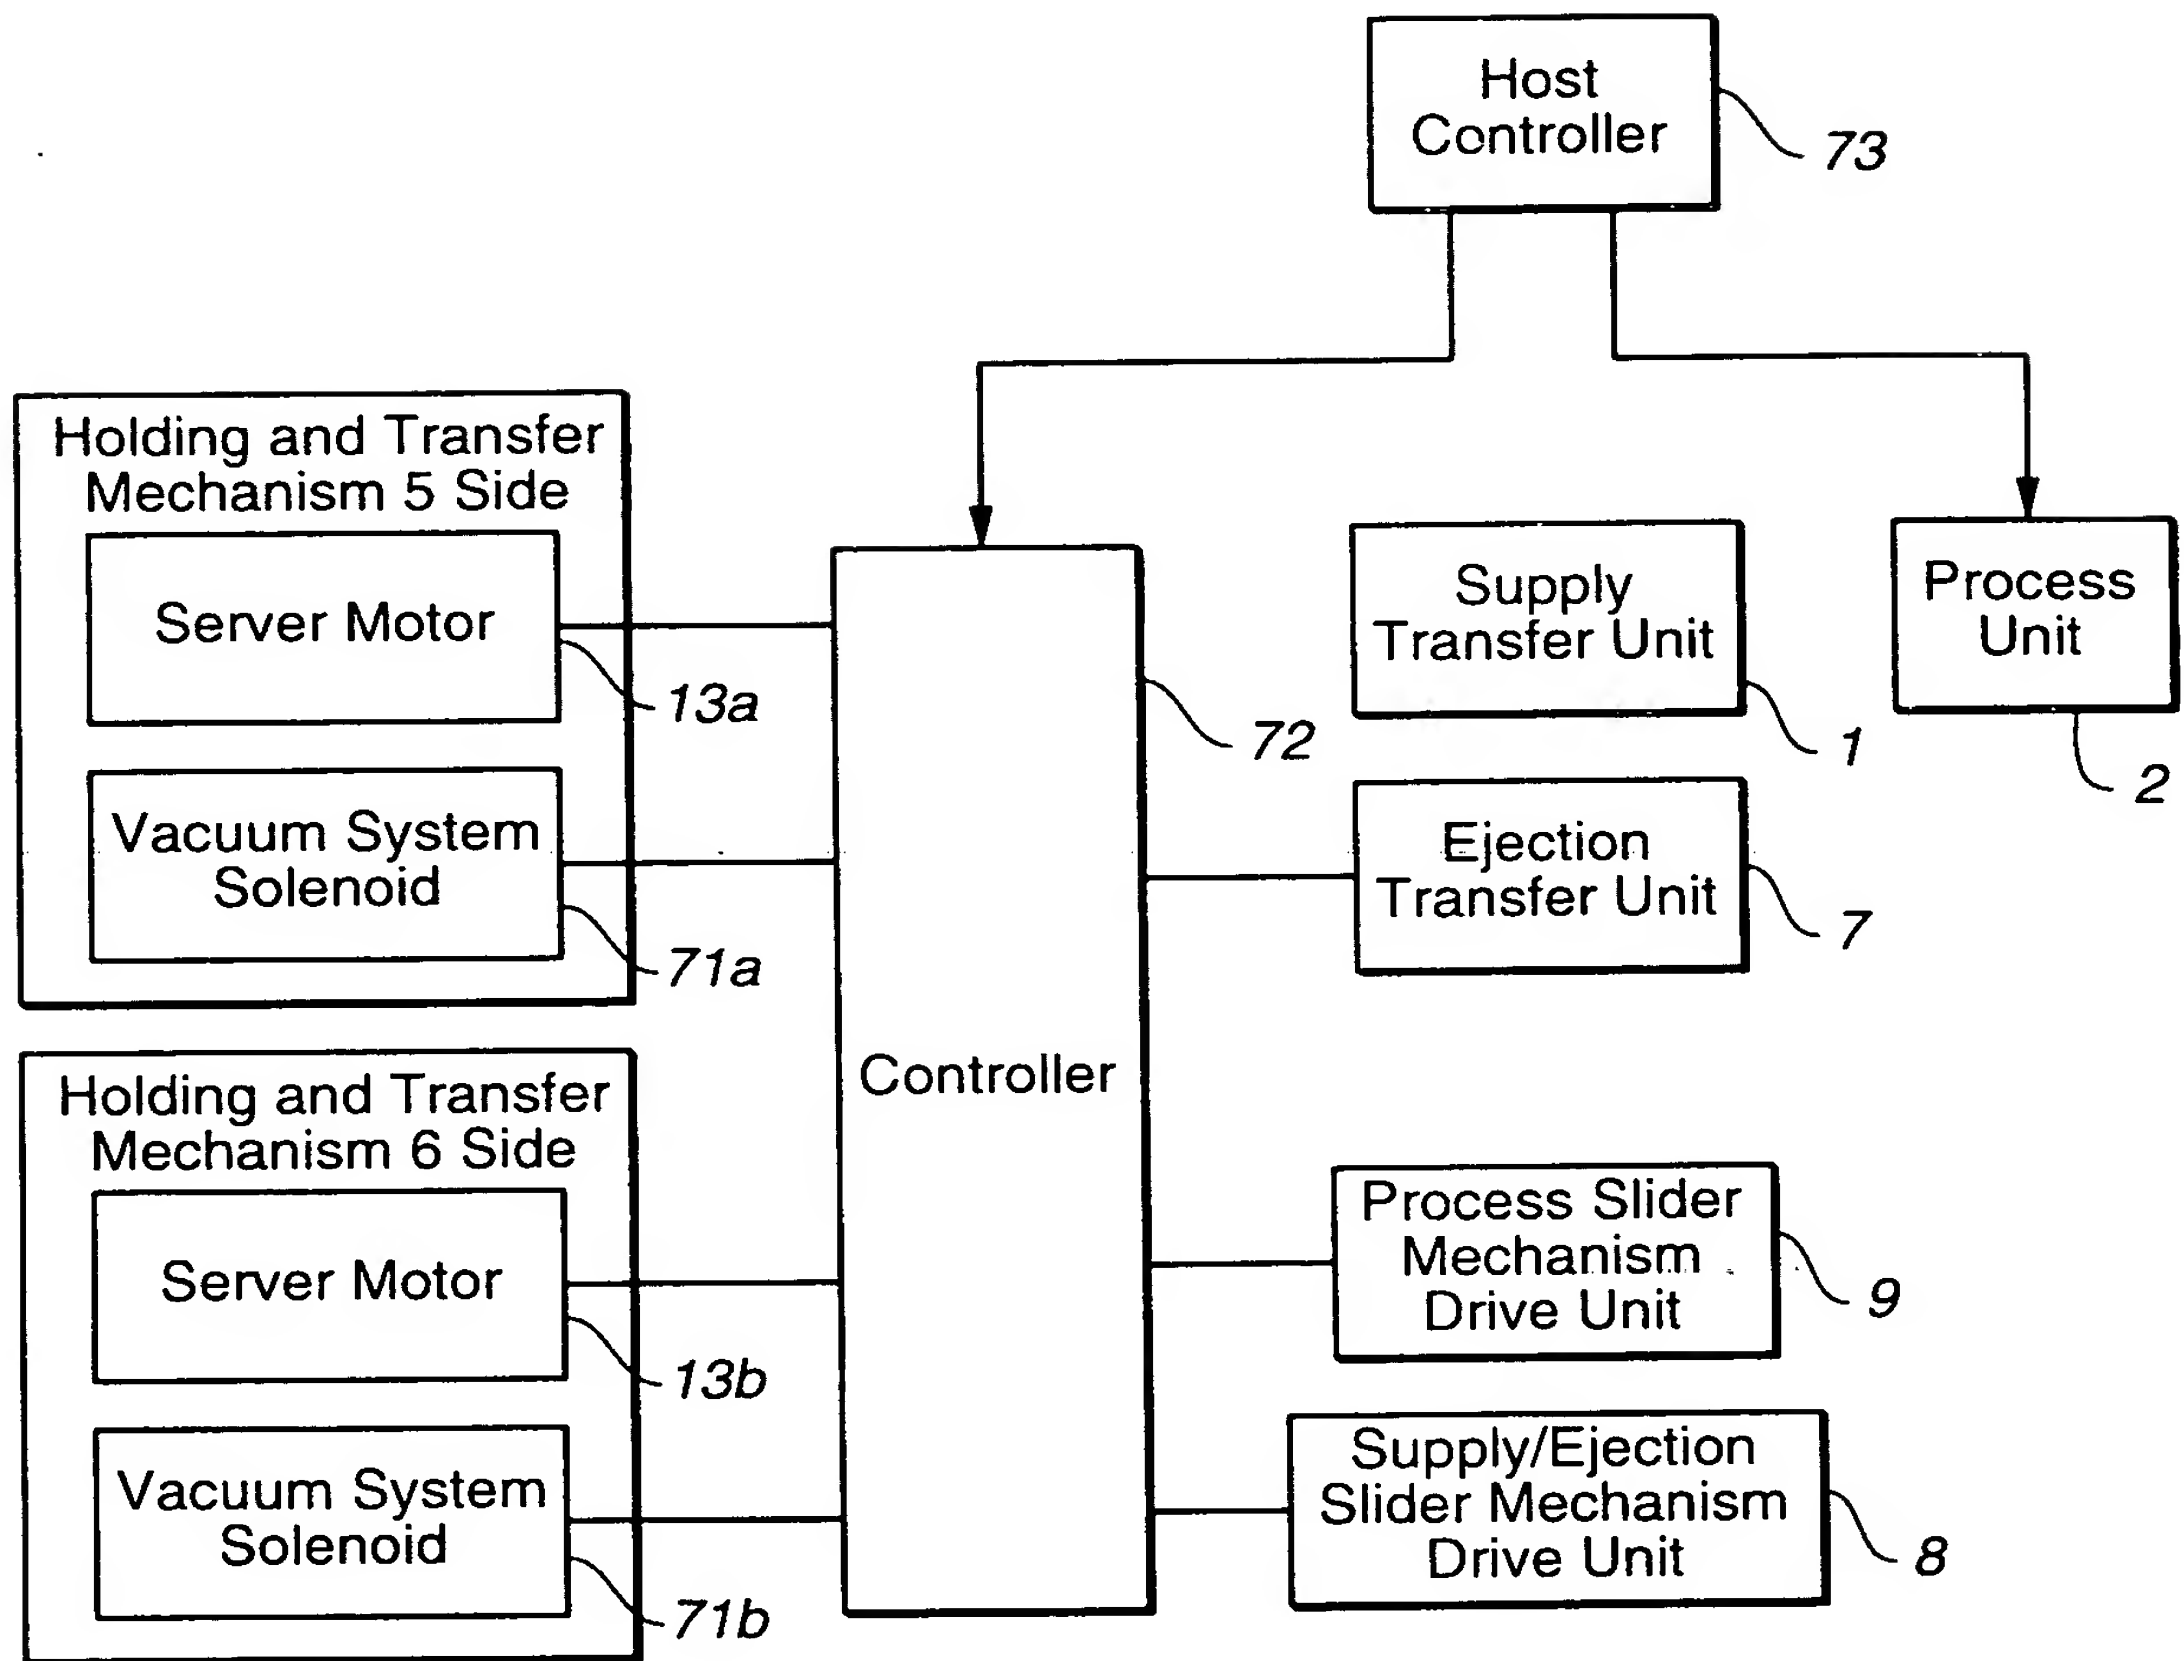 Host
Controller
73
Holding and Transfer
Mechanism 5 Side
Server Motor
13a
Vacuum System
Solenoid
71a
Holding and Transfer
Mechanism 6 Side
Server Motor
13b
Vacuum System
Solenoid
71b
Controller
72
Supply
Transfer Unit
1
Process
Unit
2
Ejection
Transfer Unit
7
Process Slider
Mechanism
Drive Unit
9
Supply/Ejection
Slider Mechanism
Drive Unit
8